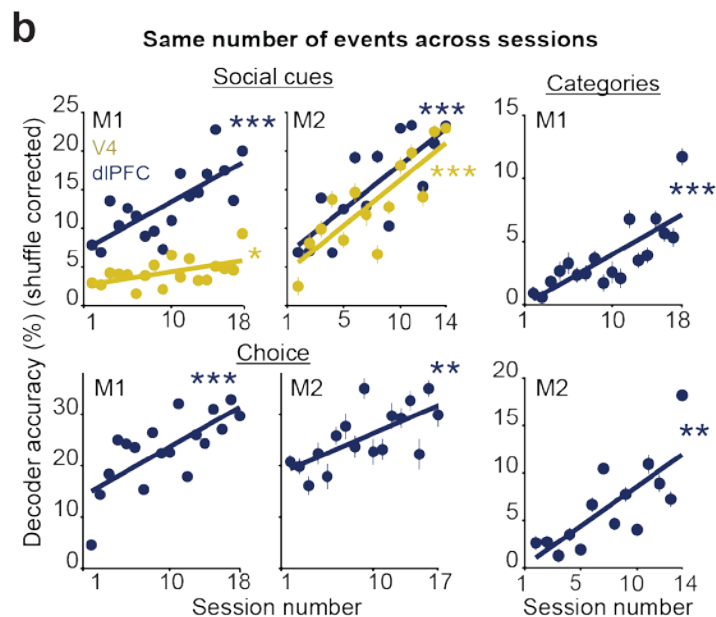 b
Same number of events across sessions
Social cues
Categories
Decoder accuracy (%) (shuffle corrected)
M1
V4
dlPFC
***
*
25
20
15
10
5
0
1
10
18
M2
***
***
1
5
10
14
M1
***
15
10
5
0
1
10
18
Choice
M1
***
30
20
10
0
1
10
18
M2
**
1
10
17
Session number
M2
**
20
15
10
5
0
1
5
10
14
Session number